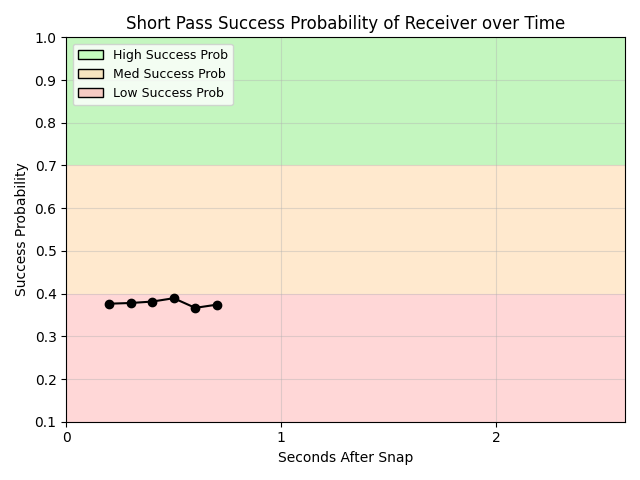 Short Pass Success Probability of Receiver over Time
1.0
0.9
0.8
0.7
0.6
0.5
0.4
0.3
0.2
0.1
Success Probability
High Success Prob
Med Success Prob
Low Success Prob
0
1
2
Seconds After Snap